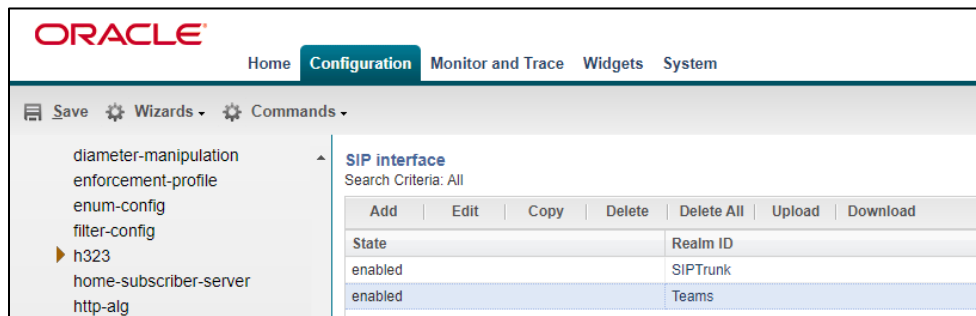 ORACLE
Home Configuration Monitor and Trace Widgets System
Save Wizards Commands
diameter-manipulation
enforcement-profile
enum-config
filter-config
h323
home-subscriber-server
http-alg
SIP interface
Search Criteria: All
Add Edit Copy Delete Delete All Upload Download
State Realm ID
enabled SIPTrunk
enabled Teams